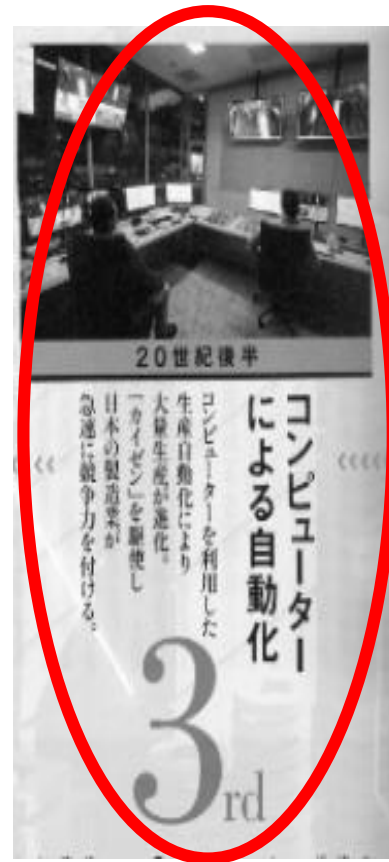 20世紀後半
コンピューター
による自動化
コンピューターを利用した
生産自動化により
大量生産が進化。
「カイゼン」を駆使し
日本の製造業が
急速に競争力を付ける。
3rd